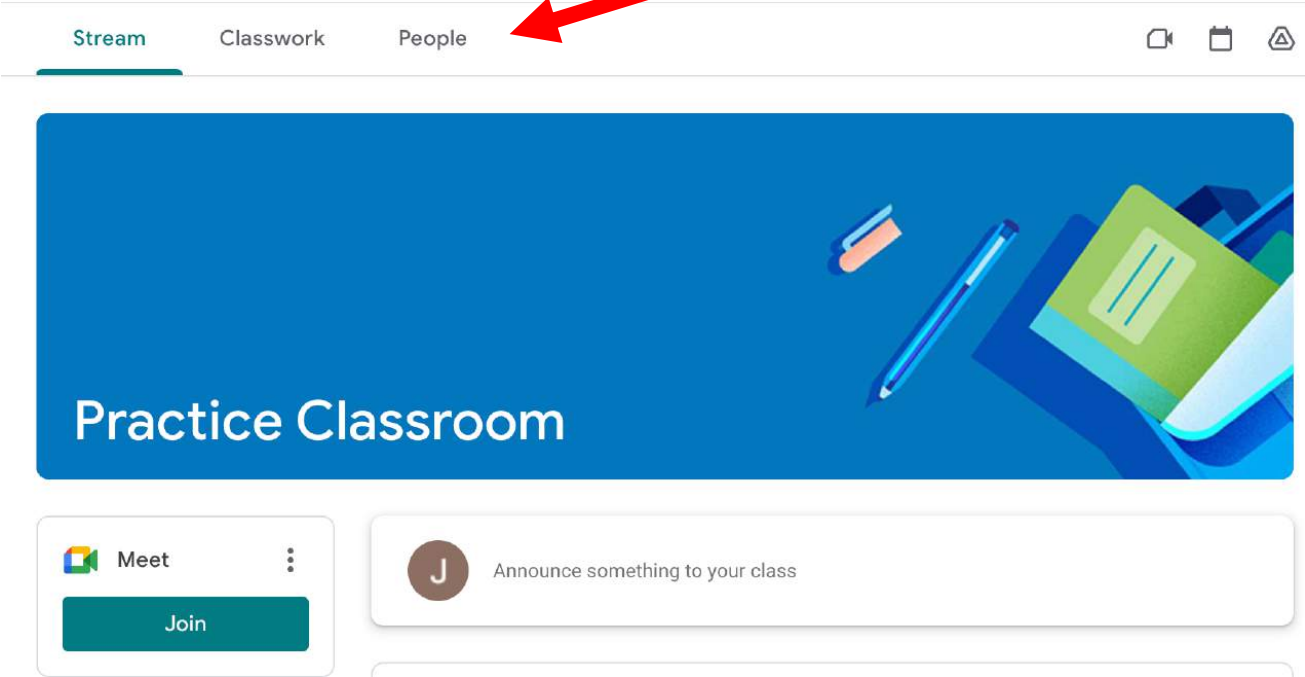 Stream Classwork People
Practice Classroom
Meet
J Announce something to your class
Join